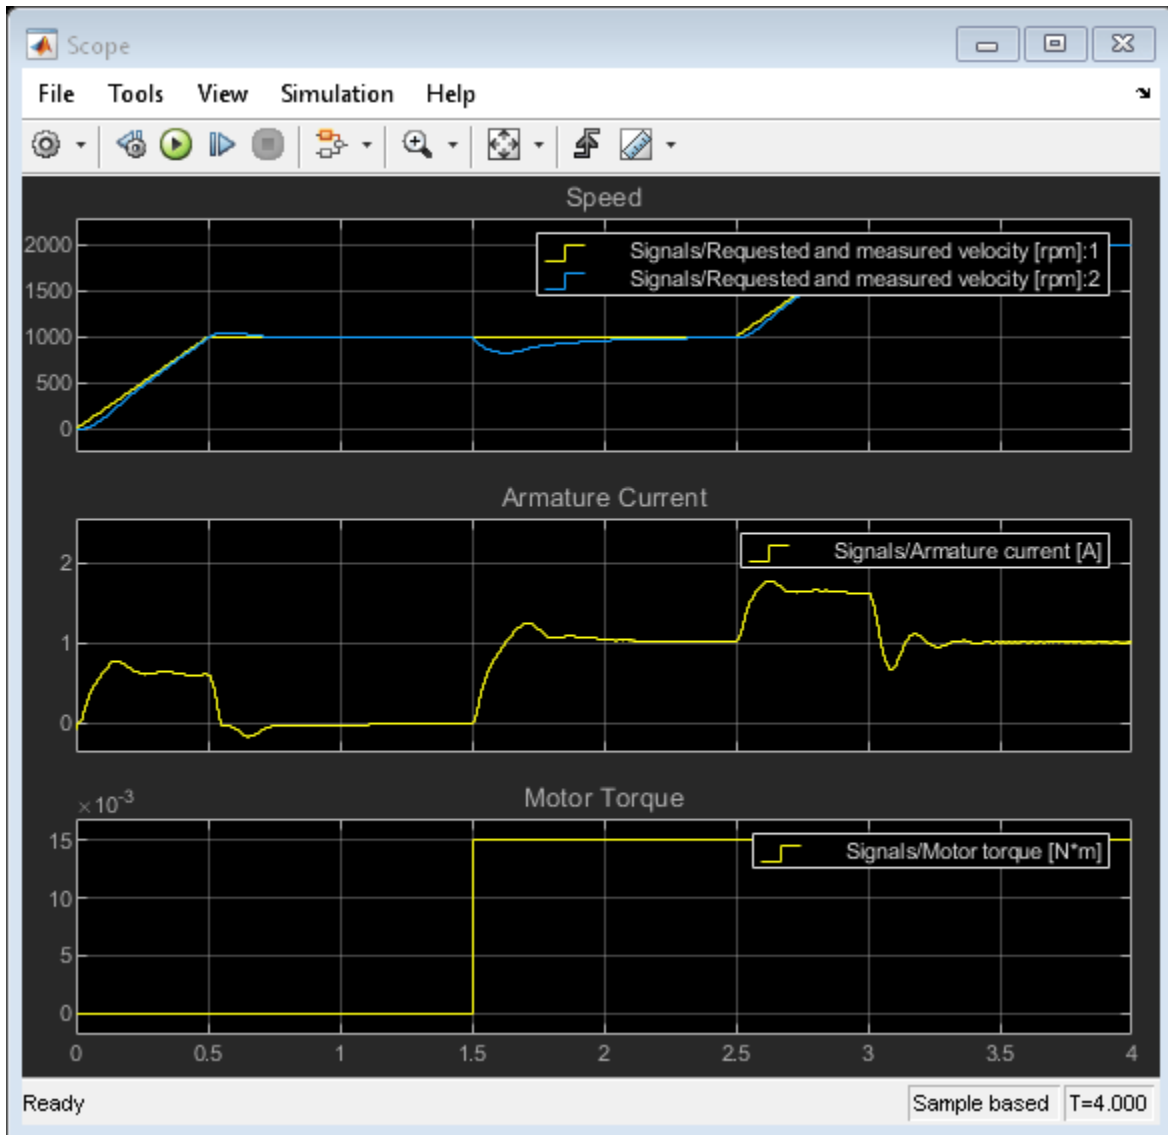 Scope
File Tools View Simulation Help
Speed
2000
1500
1000
500
0
Signals/Requested and measured velocity [rpm]:1
Signals/Requested and measured velocity [rpm]:2
Armature Current
2
1
0
Signals/Armature current [A]
×10-3
Motor Torque
15
10
5
0
Signals/Motor torque [N*m]
0 0.5 1 1.5 2 2.5 3 3.5 4
Ready Sample based T=4.000